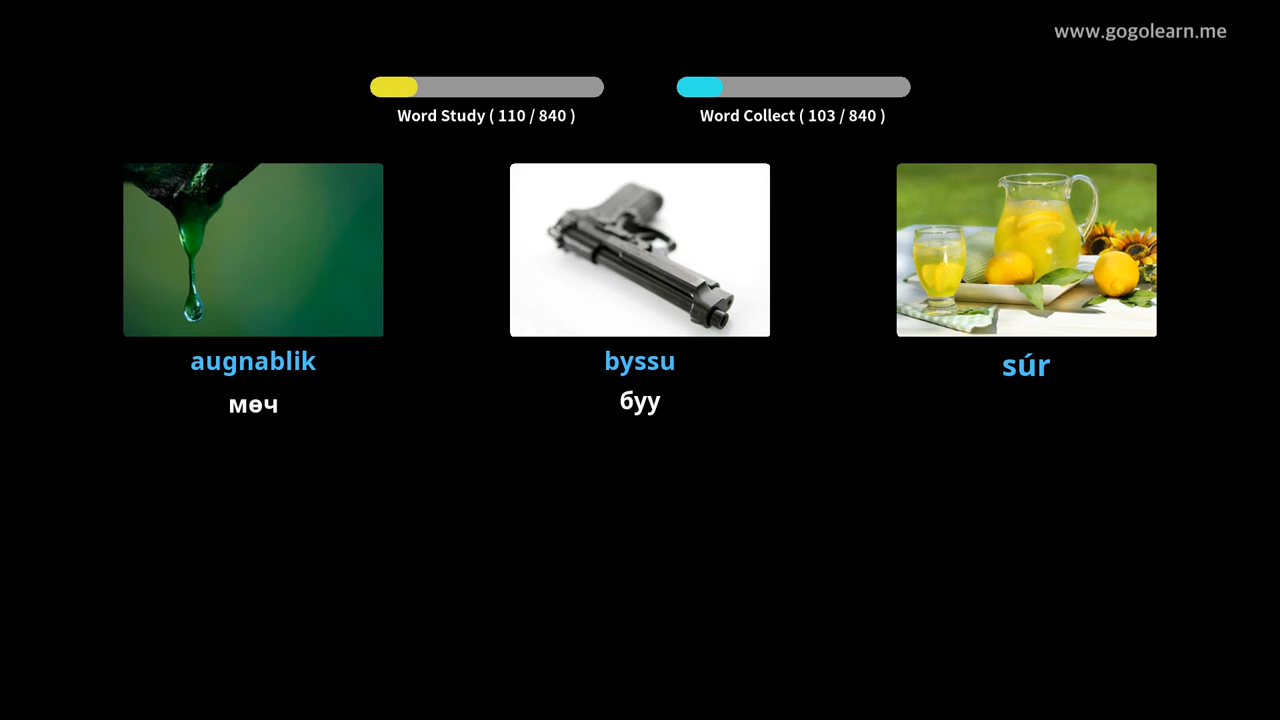 www.gogolearn.me
Word Study ( 110 / 840 )
Word Collect ( 103 / 840 )
augnablik
byssu
súr
мөч
буу